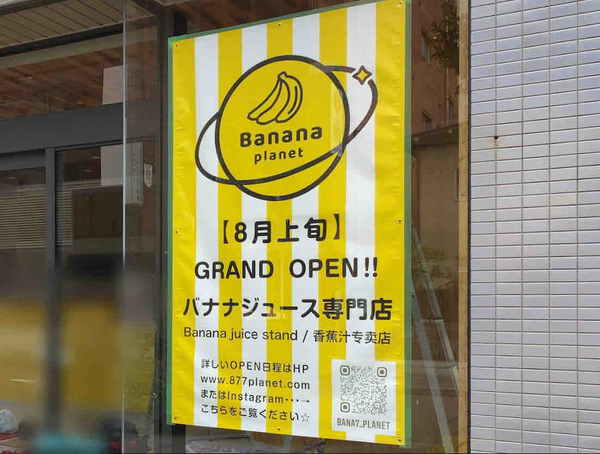 Banana
planet
【8月上旬】
GRAND OPEN!!
バナナジュース専門店
Banana juice stand / 香蕉汁专卖店
詳しいOPEN日程はHP
www.877planet.com
またはInstagram・・・→
こちらをご覧ください☆
BANA7_PLANET